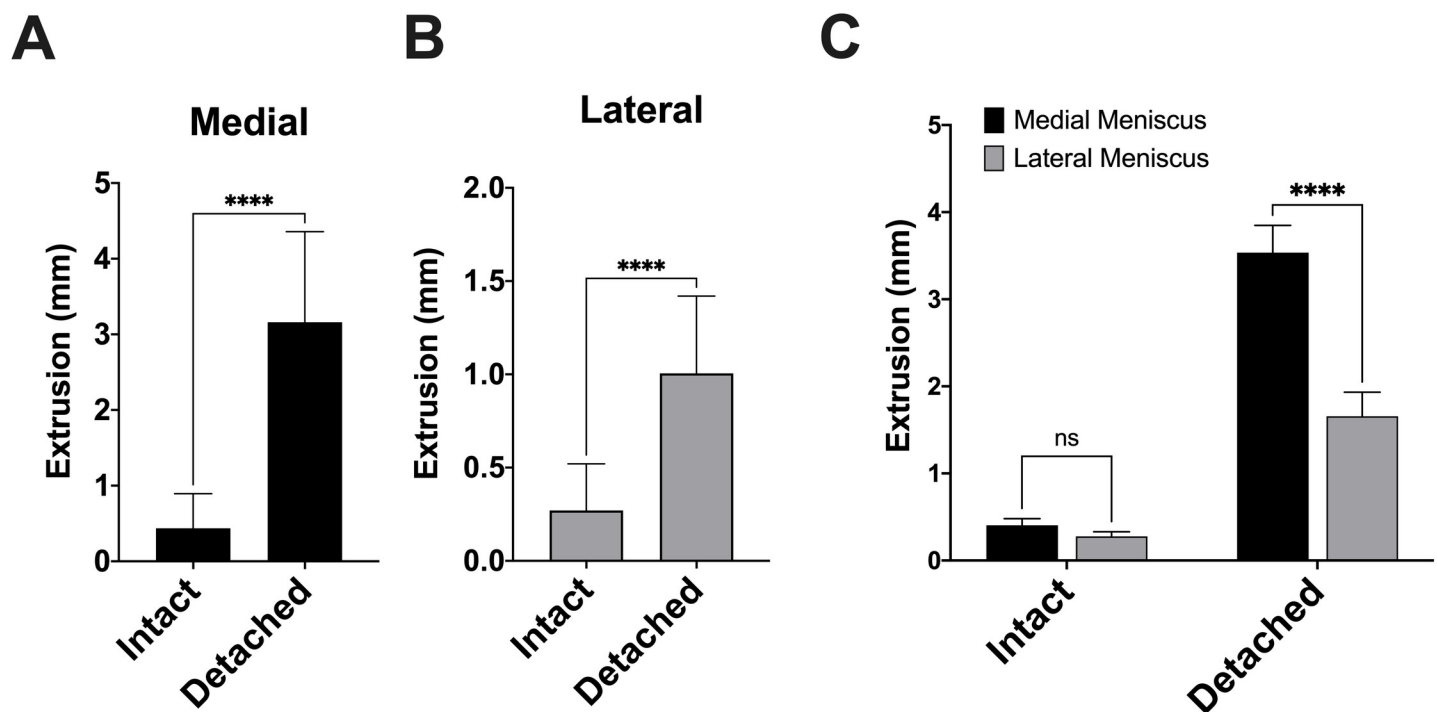 A
Medial
Extrusion (mm)
5
4
3
2
1
0
****
Intact
Detached
B
Lateral
Extrusion (mm)
2.0
1.5
1.0
0.5
0.0
****
Intact
Detached
C
Medial Meniscus
Lateral Meniscus
Extrusion (mm)
5
4
3
2
1
0
ns
****
Intact
Detached